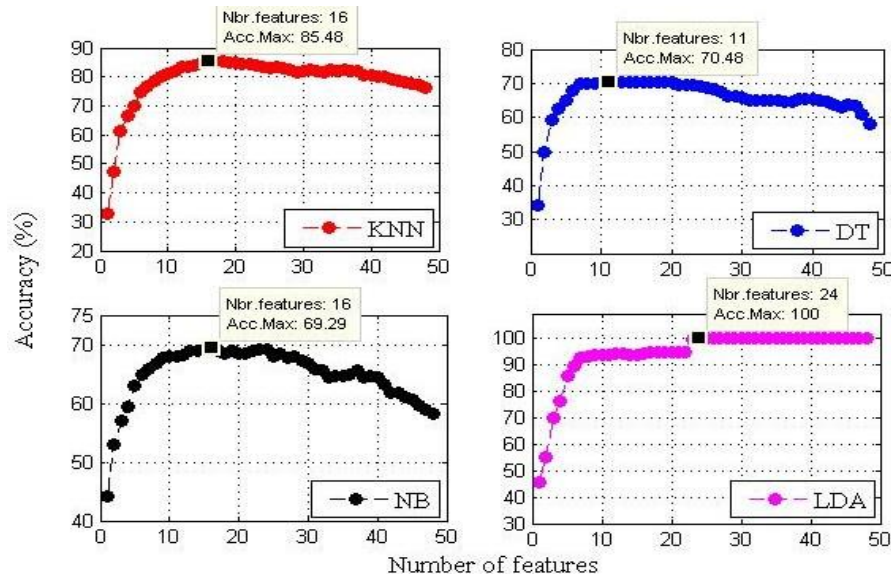 Nbr.features: 16
Acc.Max: 85.48
90
80
70
60
50
40
30
20
0 10 20 30 40 50
KNN
Nbr.features: 11
Acc.Max: 70.48
80
70
60
50
40
30
0 10 20 30 40 50
DT
Accuracy (%)
Nbr.features: 16
Acc.Max: 69.29
75
70
60
50
40
0 10 20 30 40 50
NB
Nbr.features: 24
Acc.Max: 100
100
90
80
70
60
50
40
30
0 10 20 30 40 50
LDA
Number of features